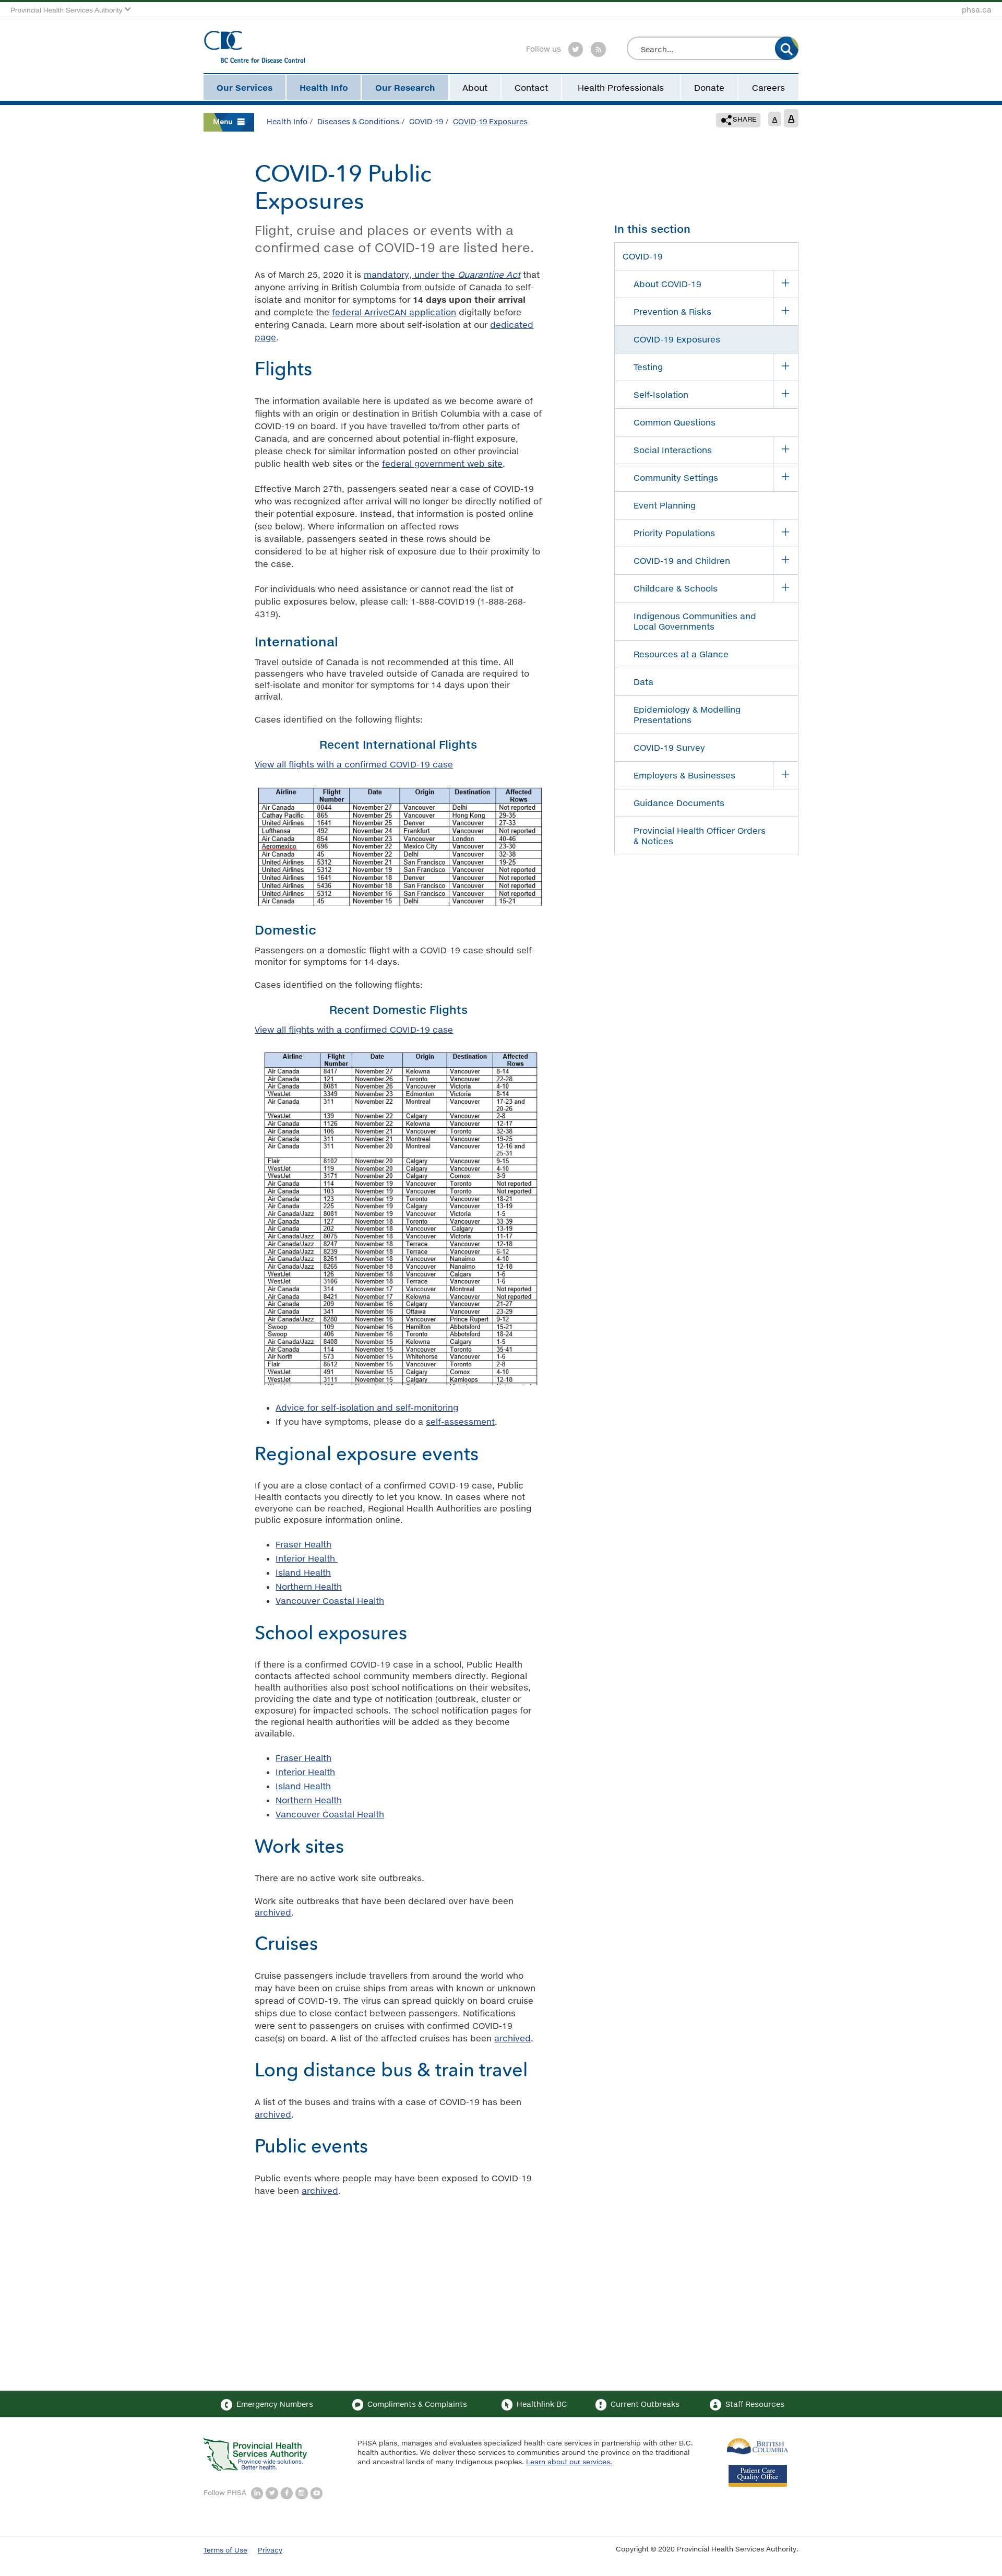 Provincial Health Services Authority
phsa.ca
BC Centre for Disease Control
Follow us
Search...
Our Services
Health Info
Our Research
About
Contact
Health Professionals
Donate
Careers
Menu
Health Info / Diseases & Conditions / COVID-19 / COVID-19 Exposures
SHARE
A
A
COVID-19 Public
Exposures
Flight, cruise and places or events with a
confirmed case of COVID-19 are listed here.
As of March 25, 2020 it is mandatory, under the Quarantine Act that
anyone arriving in British Columbia from outside of Canada to self-
isolate and monitor for symptoms for 14 days upon their arrival
and complete the federal ArriveCAN application digitally before
entering Canada. Learn more about self-isolation at our dedicated
page.
Flights
The information available here is updated as we become aware of
flights with an origin or destination in British Columbia with a case of
COVID-19 on board. If you have travelled to/from other parts of
Canada, and are concerned about potential in-flight exposure,
please check for similar information posted on other provincial
public health web sites or the federal government web site.
Effective March 27th, passengers seated near a case of COVID-19
who was recognized after arrival will no longer be directly notified of
their potential exposure. Instead, that information is posted online
(see below). Where information on affected rows
is available, passengers seated in these rows should be
considered to be at higher risk of exposure due to their proximity to
the case.
For individuals who need assistance or cannot read the list of
public exposures below, please call: 1-888-COVID19 (1-888-268-
4319).
International
Travel outside of Canada is not recommended at this time. All
passengers who have traveled outside of Canada are required to
self-isolate and monitor for symptoms for 14 days upon their
arrival.
Cases identified on the following flights:
Recent International Flights
View all flights with a confirmed COVID-19 case
Airline Flight Number Date Origin Destination Affected Rows
Air Canada 0044 November 27 Vancouver Delhi Not reported
Cathay Pacific 865 November 25 Vancouver Hong Kong 29-35
United Airlines 1641 November 25 Denver Vancouver 27-33
Lufthansa 492 November 24 Frankfurt Vancouver Not reported
Air Canada 854 November 23 Vancouver London 40-46
Aeromexico 696 November 22 Mexico City Vancouver 23-30
Air Canada 45 November 22 Delhi Vancouver 32-38
United Airlines 5312 November 21 San Francisco Vancouver 19-25
United Airlines 5312 November 19 San Francisco Vancouver Not reported
United Airlines 1641 November 18 Denver Vancouver Not reported
United Airlines 5436 November 18 San Francisco Vancouver Not reported
United Airlines 5312 November 16 San Francisco Vancouver Not reported
Air Canada 45 November 15 Delhi Vancouver 15-21
Domestic
Passengers on a domestic flight with a COVID-19 case should self-
monitor for symptoms for 14 days.
Cases identified on the following flights:
Recent Domestic Flights
View all flights with a confirmed COVID-19 case
Airline Flight Number Date Origin Destination Affected Rows
Air Canada 8417 November 27 Kelowna Vancouver 8-14
Air Canada 121 November 26 Toronto Vancouver 22-28
Air Canada 8081 November 26 Vancouver Victoria 4-10
WestJet 3349 November 23 Edmonton Victoria 8-14
Air Canada 311 November 22 Montreal Vancouver 17-23 and 20-26
WestJet 139 November 22 Calgary Vancouver 2-8
Air Canada 1126 November 22 Kelowna Vancouver 12-17
Air Canada 106 November 21 Vancouver Toronto 32-38
Air Canada 311 November 21 Montreal Vancouver 19-25
Air Canada 311 November 20 Montreal Vancouver 12-16 and 25-31
Flair 8102 November 20 Calgary Vancouver 9-15
WestJet 119 November 20 Calgary Vancouver 4-10
WestJet 3171 November 20 Calgary Comox 3-9
Air Canada 114 November 19 Vancouver Toronto Not reported
Air Canada 103 November 19 Vancouver Toronto Not reported
Air Canada 123 November 19 Toronto Vancouver 18-21
Air Canada 225 November 19 Calgary Vancouver 13-19
Air Canada/Jazz 8081 November 19 Vancouver Victoria 1-5
Air Canada 127 November 18 Toronto Vancouver 33-39
Air Canada 202 November 18 Vancouver Calgary 13-19
Air Canada/Jazz 8075 November 18 Vancouver Victoria 11-17
Air Canada/Jazz 8247 November 18 Terrace Vancouver 12-18
Air Canada/Jazz 8239 November 18 Terrace Vancouver 6-12
Air Canada/Jazz 8261 November 18 Vancouver Nanaimo 4-10
Air Canada/Jazz 8265 November 18 Vancouver Nanaimo 12-18
WestJet 126 November 18 Vancouver Calgary 1-6
WestJet 3106 November 18 Terrace Vancouver 1-6
Air Canada 314 November 17 Vancouver Montreal Not reported
Air Canada 8421 November 17 Kelowna Vancouver Not reported
Air Canada 209 November 16 Calgary Vancouver 21-27
Air Canada 341 November 16 Ottawa Vancouver 23-29
Air Canada/Jazz 8280 November 16 Vancouver Prince Rupert 9-12
Swoop 109 November 16 Hamilton Abbotsford 15-21
Swoop 406 November 16 Toronto Abbotsford 18-24
Air Canada/Jazz 8408 November 15 Kelowna Calgary 1-5
Air Canada 114 November 15 Vancouver Toronto 35-41
Air North 573 November 15 Whitehorse Vancouver 1-6
Flair 8512 November 15 Vancouver Toronto 2-8
WestJet 491 November 15 Calgary Comox 4-10
WestJet 3111 November 15 Calgary Kamloops 12-18
Advice for self-isolation and self-monitoring
If you have symptoms, please do a self-assessment.
Regional exposure events
If you are a close contact of a confirmed COVID-19 case, Public
Health contacts you directly to let you know. In cases where not
everyone can be reached, Regional Health Authorities are posting
public exposure information online.
Fraser Health
Interior Health
Island Health
Northern Health
Vancouver Coastal Health
School exposures
If there is a confirmed COVID-19 case in a school, Public Health
contacts affected school community members directly. Regional
health authorities also post school notifications on their websites,
providing the date and type of notification (outbreak, cluster or
exposure) for impacted schools. The school notification pages for
the regional health authorities will be added as they become
available.
Fraser Health
Interior Health
Island Health
Northern Health
Vancouver Coastal Health
Work sites
There are no active work site outbreaks.
Work site outbreaks that have been declared over have been
archived.
Cruises
Cruise passengers include travellers from around the world who
may have been on cruise ships from areas with known or unknown
spread of COVID-19. The virus can spread quickly on board cruise
ships due to close contact between passengers. Notifications
were sent to passengers on cruises with confirmed COVID-19
case(s) on board. A list of the affected cruises has been archived.
Long distance bus & train travel
A list of the buses and trains with a case of COVID-19 has been
archived.
Public events
Public events where people may have been exposed to COVID-19
have been archived.
In this section
COVID-19
About COVID-19
Prevention & Risks
COVID-19 Exposures
Testing
Self-Isolation
Common Questions
Social Interactions
Community Settings
Event Planning
Priority Populations
COVID-19 and Children
Childcare & Schools
Indigenous Communities and
Local Governments
Resources at a Glance
Data
Epidemiology & Modelling
Presentations
COVID-19 Survey
Employers & Businesses
Guidance Documents
Provincial Health Officer Orders
& Notices
Emergency Numbers
Compliments & Complaints
Healthlink BC
Current Outbreaks
Staff Resources
Provincial Health
Services Authority
Province-wide solutions.
Better health.
PHSA plans, manages and evaluates specialized health care services in partnership with other B.C.
health authorities. We deliver these services to communities around the province on the traditional
and ancestral lands of many Indigenous peoples. Learn about our services.
BRITISH
COLUMBIA
Patient Care
Quality Office
Follow PHSA
Terms of Use
Privacy
Copyright © 2020 Provincial Health Services Authority.